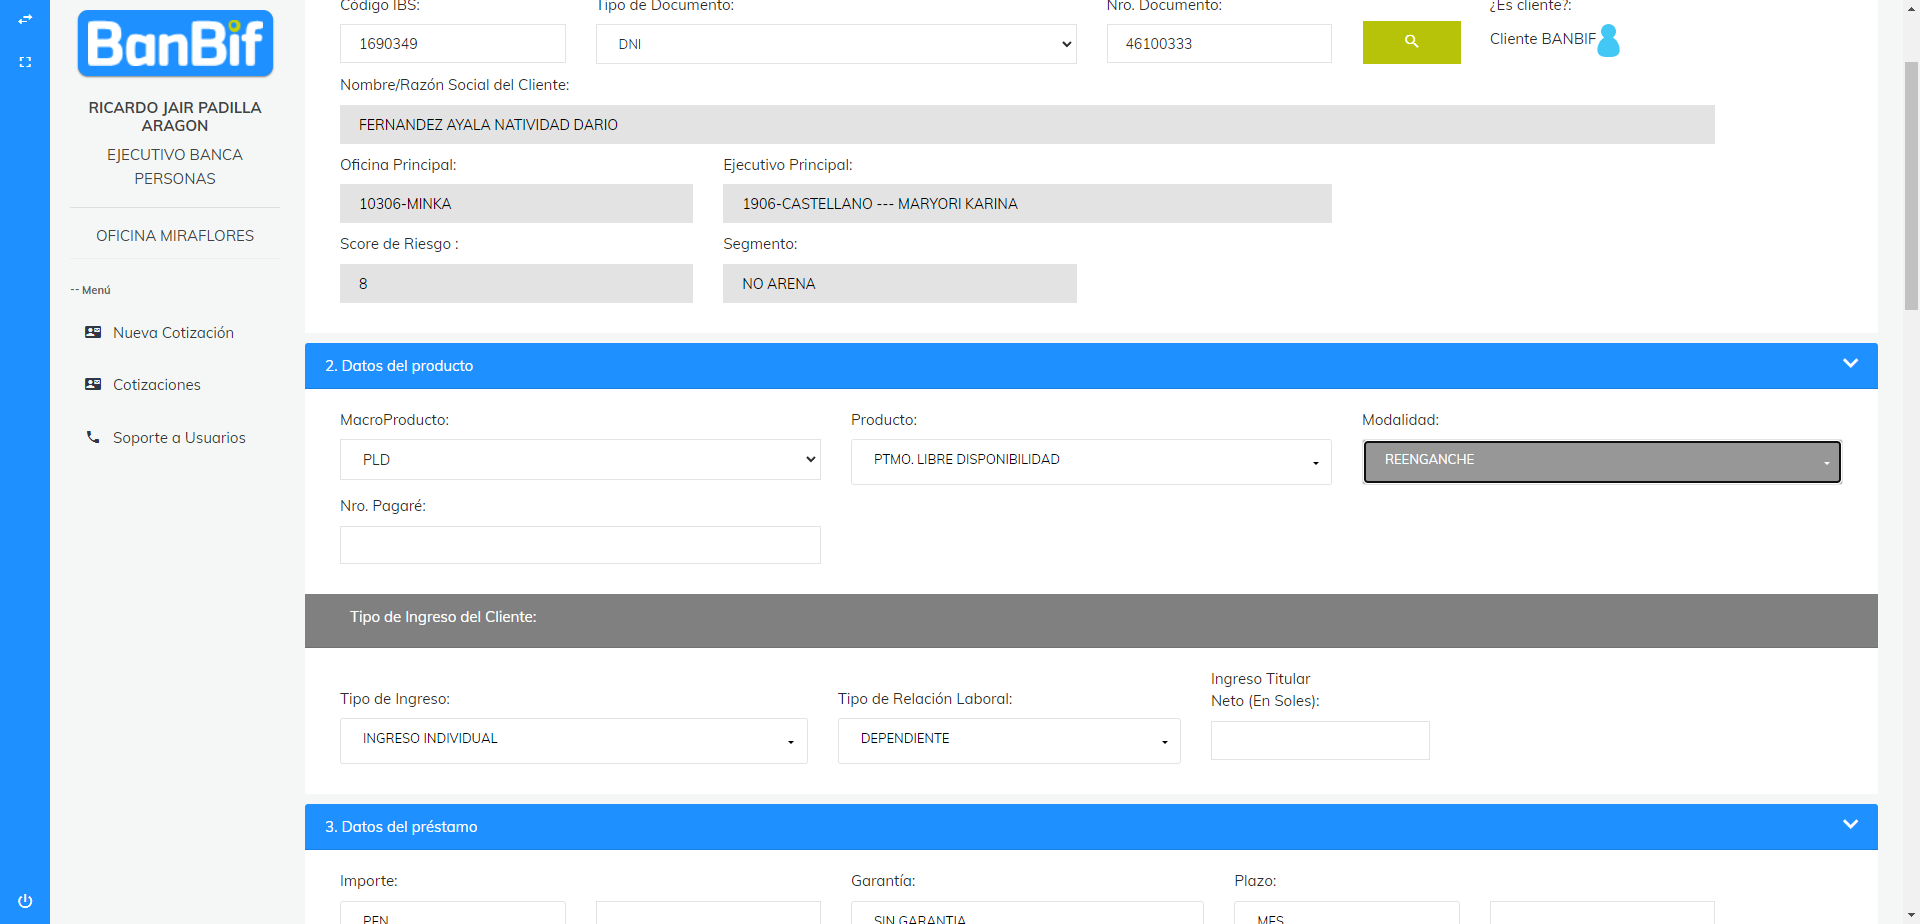 BanBif
RICARDO JAIR PADILLA
ARAGON
EJECUTIVO BANCA
PERSONAS
OFICINA MIRAFLORES
-- Menú
Nueva Cotización
Cotizaciones
Soporte a Usuarios
Código IBS:
Tipo de Documento:
Nro. Documento:
¿Es cliente?:
1690349
DNI
46100333
Cliente BANBIF
Nombre/Razón Social del Cliente:
FERNANDEZ AYALA NATIVIDAD DARIO
Oficina Principal:
Ejecutivo Principal:
10306-MINKA
1906-CASTELLANO --- MARYORI KARINA
Score de Riesgo :
Segmento:
8
NO ARENA
2. Datos del producto
MacroProducto:
Producto:
Modalidad:
PLD
PTMO. LIBRE DISPONIBILIDAD
REENGANCHE
Nro. Pagaré:
Tipo de Ingreso del Cliente:
Tipo de Ingreso:
Tipo de Relación Laboral:
Ingreso Titular
Neto (En Soles):
INGRESO INDIVIDUAL
DEPENDIENTE
3. Datos del préstamo
Importe:
Garantía:
Plazo:
PEN
SIN GARANTIA
MES